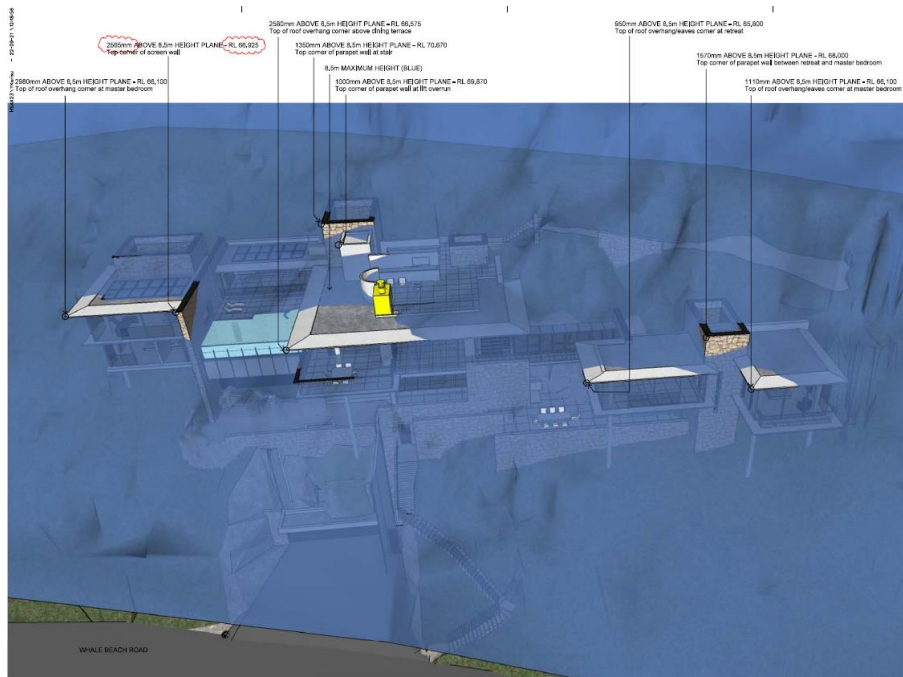 2580mm ABOVE 8,5m HEIGHT PLANE = RL 66,575
Top of roof overhang corner above dining terrace
950mm ABOVE 8,5m HEIGHT PLANE = RL 65,800
Top of roof overhang/eaves corner at retreat
2565mm ABOVE 8,5m HEIGHT PLANE = RL 66,925
Top corner of screen wall
1350mm ABOVE 8,5m HEIGHT PLANE = RL 70,670
Top corner of parapet wall at stair
1570mm ABOVE 8,5m HEIGHT PLANE = RL 68,000
Top corner of parapet wall between retreat and master bedroom
8,5m MAXIMUM HEIGHT (BLUE)
2980mm ABOVE 8,5m HEIGHT PLANE = RL 66,100
Top of roof overhang corner at master bedroom
1000mm ABOVE 8,5m HEIGHT PLANE = RL 69,870
Top corner of parapet wall at lift overrun
1110mm ABOVE 8,5m HEIGHT PLANE = RL 66,100
Top of roof overhang/eaves corner at master bedroom
WHALE BEACH ROAD